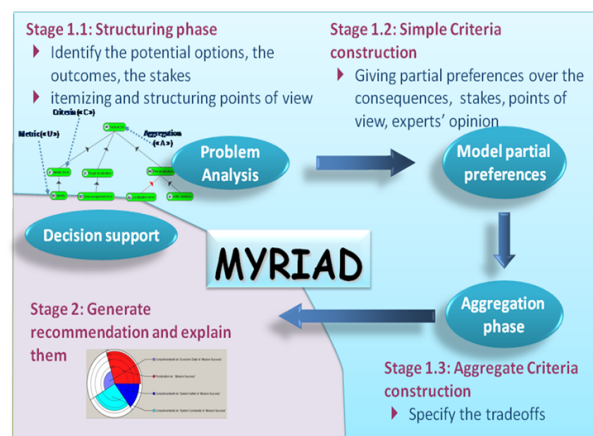 Stage 1.1: Structuring phase
Identify the potential options, the
outcomes, the stakes
itemizing and structuring points of view
Criteria(«C»)
Metric(«U»)
Aggregation
(«A»)
Problem
Analysis
Stage 1.2: Simple Criteria
construction
Giving partial preferences over the
consequences, stakes, points of
view, experts' opinion
Model partial
preferences
Decision support
MYRIAD
Aggregation
phase
Stage 2: Generate
recommendation and explain
them
Stage 1.3: Aggregate Criteria
construction
Specify the tradeoffs